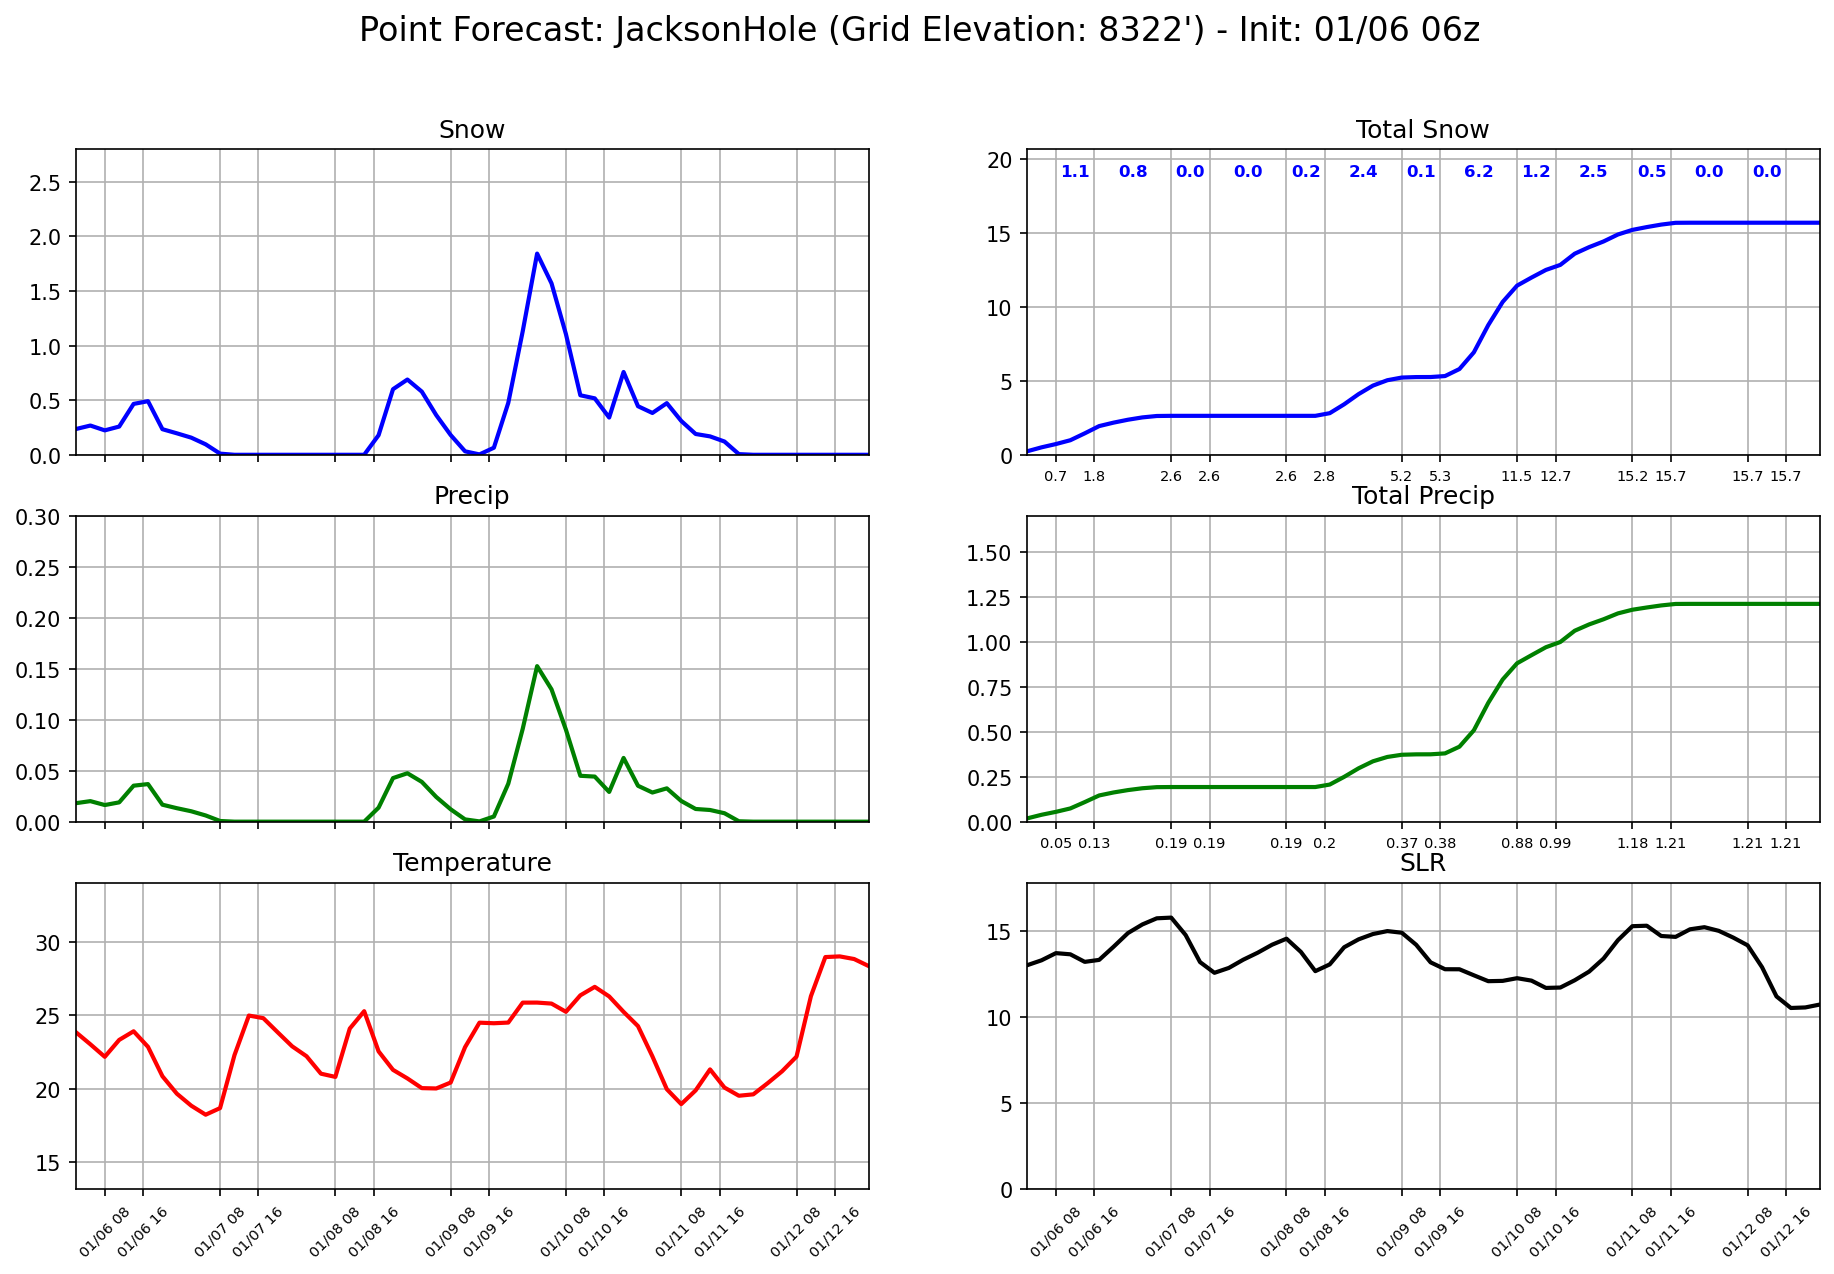 Point Forecast: JacksonHole (Grid Elevation: 8322') - Init: 01/06 06z
Snow
2.5
2.0
1.5
1.0
0.5
0.0
Total Snow
20
15
10
5
0
1.1 0.8 0.0 0.0 0.2 2.4 0.1 6.2 1.2 2.5 0.5 0.0 0.0
0.7 1.8 2.6 2.6 2.6 2.8 5.2 5.3 11.5 12.7 15.2 15.7 15.7 15.7
Precip
0.30
0.25
0.20
0.15
0.10
0.05
0.00
Total Precip
1.50
1.25
1.00
0.75
0.50
0.25
0.00
0.05 0.13 0.19 0.19 0.19 0.2 0.37 0.38 0.88 0.99 1.18 1.21 1.21 1.21
Temperature
30
25
20
15
01/06 08 01/06 16 01/07 08 01/07 16 01/08 08 01/08 16 01/09 08 01/09 16 01/10 08 01/10 16 01/11 08 01/11 16 01/12 08 01/12 16
SLR
15
10
5
0
01/06 08 01/06 16 01/07 08 01/07 16 01/08 08 01/08 16 01/09 08 01/09 16 01/10 08 01/10 16 01/11 08 01/11 16 01/12 08 01/12 16